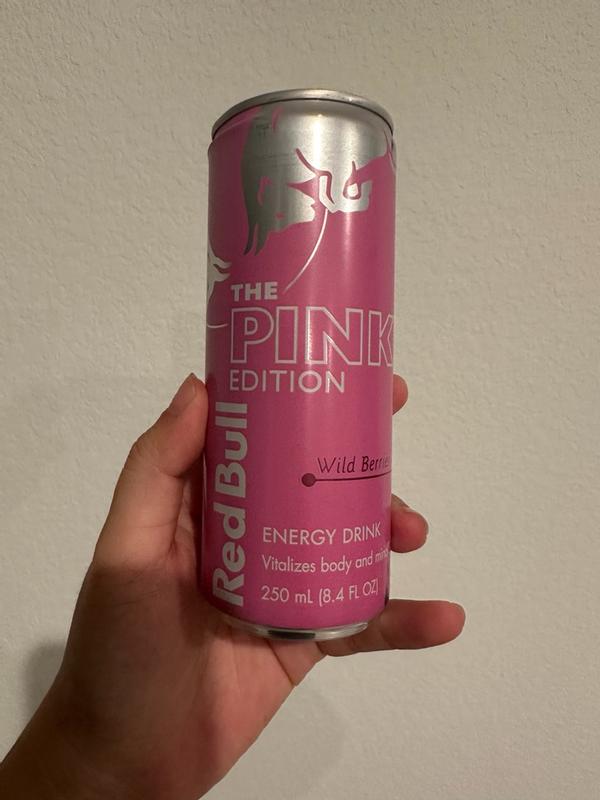 THE
PINK
EDITION
Red Bull
Wild Berries
ENERGY DRINK
Vitalizes body and mind
250 mL (8.4 FL OZ)